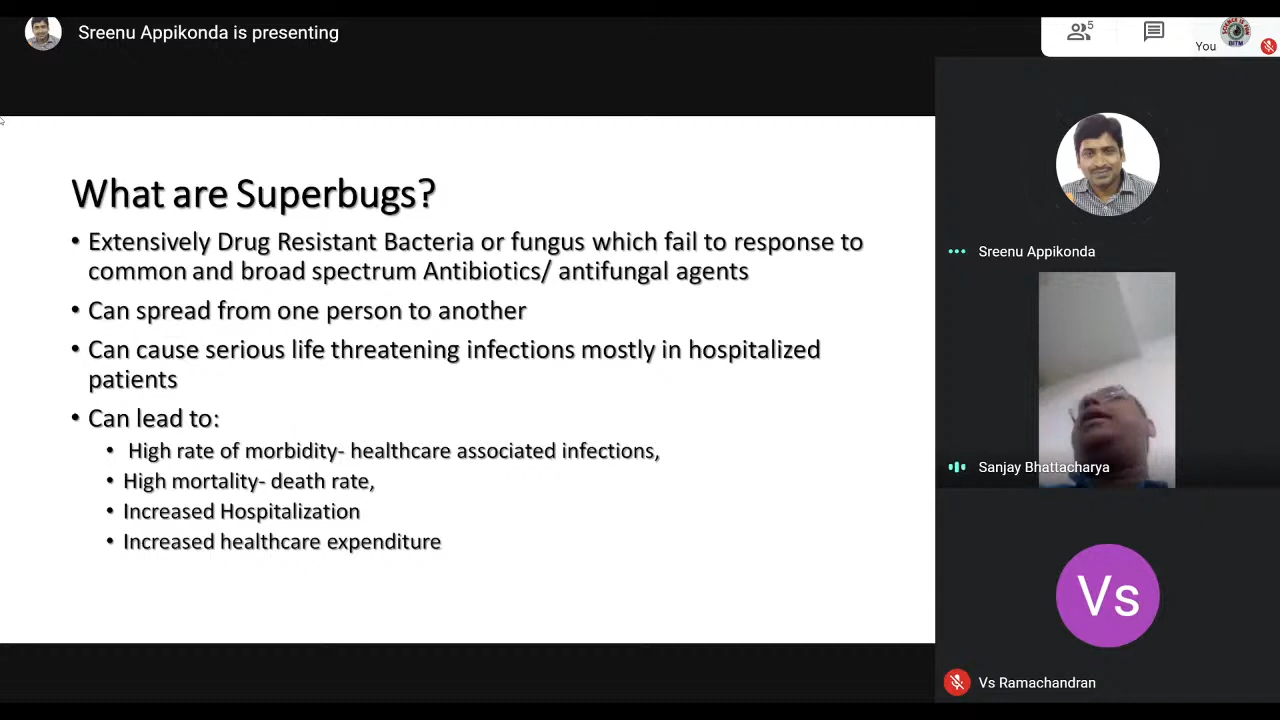 Sreenu Appikonda is presenting
5
You
What are Superbugs?
• Extensively Drug Resistant Bacteria or fungus which fail to response to
common and broad spectrum Antibiotics/ antifungal agents
• Can spread from one person to another
• Can cause serious life threatening infections mostly in hospitalized
patients
• Can lead to:
• High rate of morbidity- healthcare associated infections,
• High mortality- death rate,
• Increased Hospitalization
• Increased healthcare expenditure
Sreenu Appikonda
Sanjay Bhattacharya
Vs
Vs Ramachandran